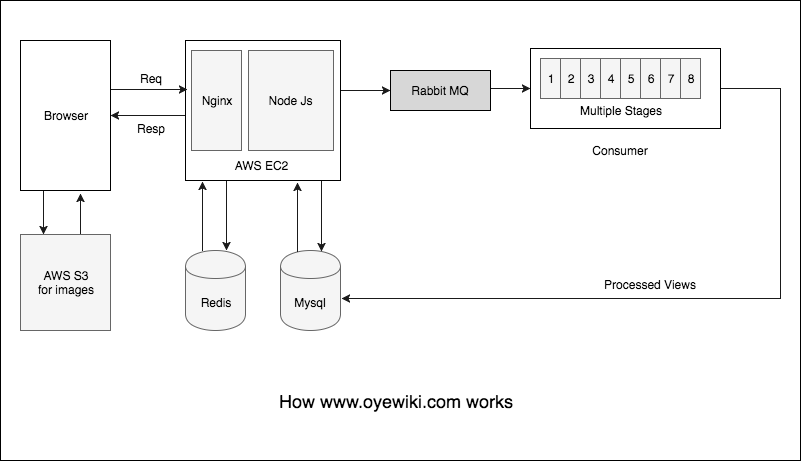 Browser
Req
Resp
Nginx
Node Js
AWS EC2
Rabbit MQ
1 2 3 4 5 6 7 8
Multiple Stages
Consumer
AWS S3
for images
Redis
Mysql
Processed Views
How www.oyewiki.com works